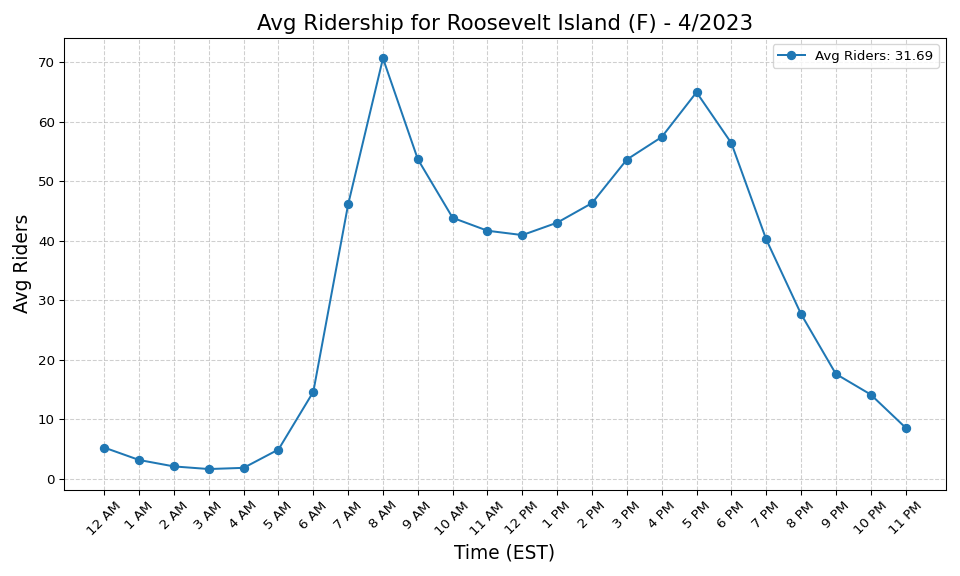 Avg Ridership for Roosevelt Island (F) - 4/2023
Avg Riders: 31.69
Avg Riders
70
60
50
40
30
20
10
0
12 AM
1 AM
2 AM
3 AM
4 AM
5 AM
6 AM
7 AM
8 AM
9 AM
10 AM
11 AM
12 PM
1 PM
2 PM
3 PM
4 PM
5 PM
6 PM
7 PM
8 PM
9 PM
10 PM
11 PM
Time (EST)